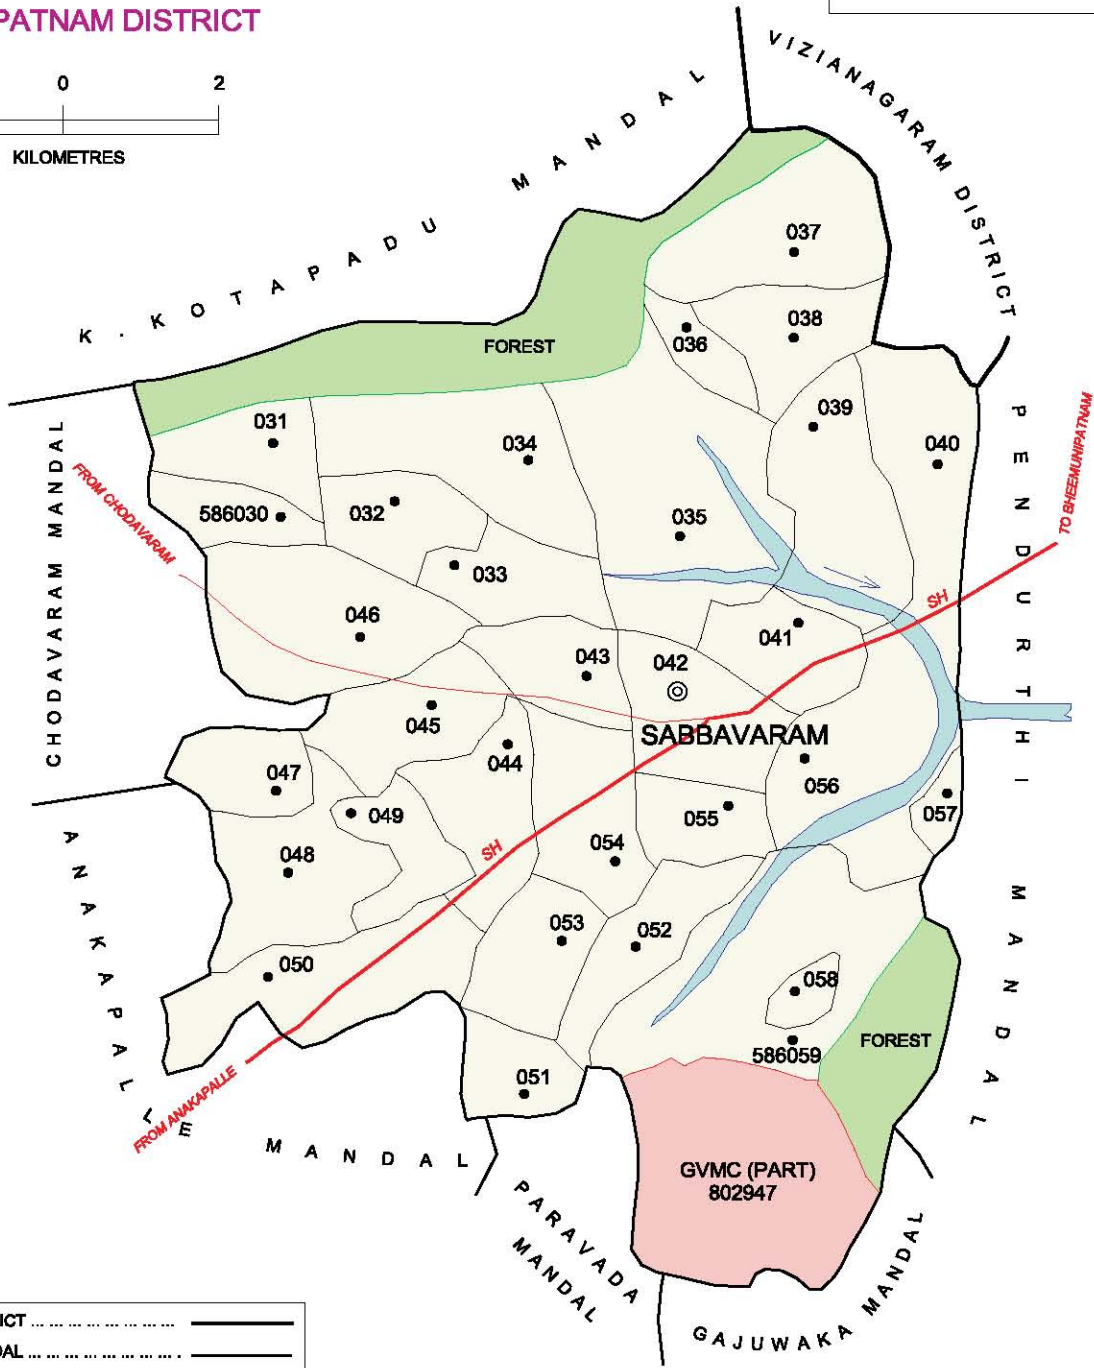 PATNAM DISTRICT
0 2
KILOMETRES
K. KOTAPADU MANDAL
VIZIANAGARAM DISTRICT
037
038
036
FOREST
039
040
031
034
586030
032
035
033
CHODAVARAM MANDAL
FROM CHODAVARAM
TO BHEEMUNIPATNAM
PENDURTHI MANDAL
SH
046
041
043
042
045
SABBAVARAM
044
047
049
056
057
055
SH
054
048
053
052
050
058
586059
FOREST
051
ANAKAPALLE MANDAL
FROM ANAKAPALLE
GVMC (PART)
802947
PARAVADA
MANDAL
GAJUWAKA MANDAL
ICT ... ... ... ... ... ... ... ...
DAL ... ... ... ... ... ... ... ... .